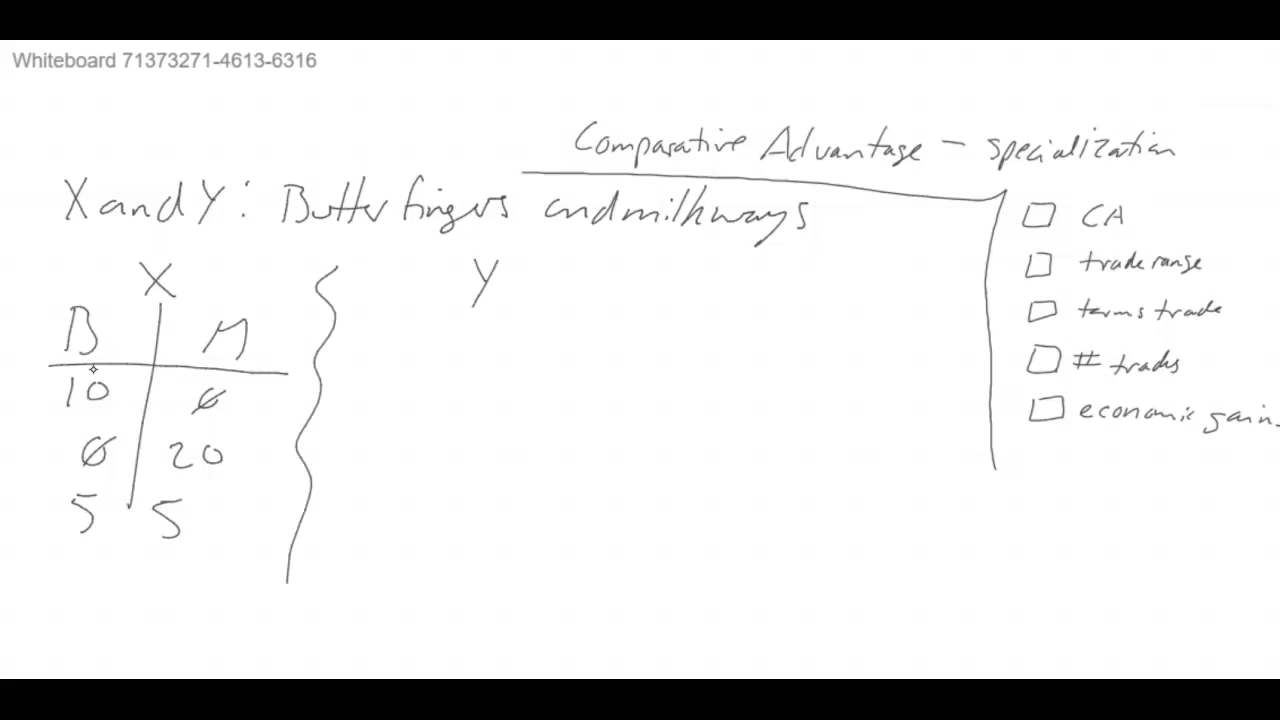 Whiteboard 71373271-4613-6316
Comparative Advantage - specialization
X and Y: Butterfingers and milkways
X Y
B M
10 0
0 20
5 5
CA
trade range
terms trade
# trades
economic gains